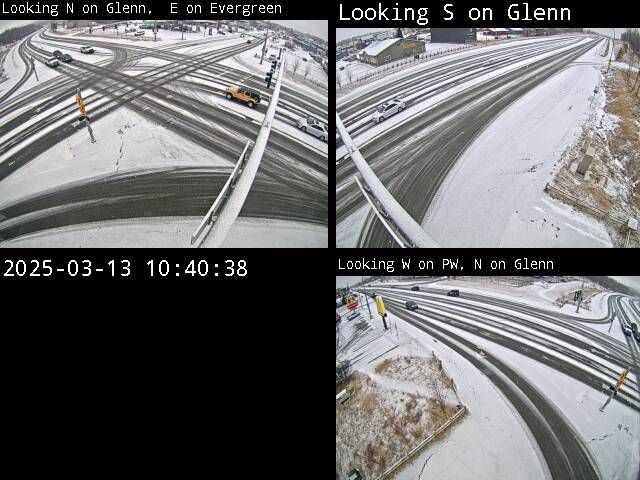 Looking N on Glenn,  E on Evergreen
Looking S on Glenn
2025-03-13 10:40:38
Looking W on PW, N on Glenn